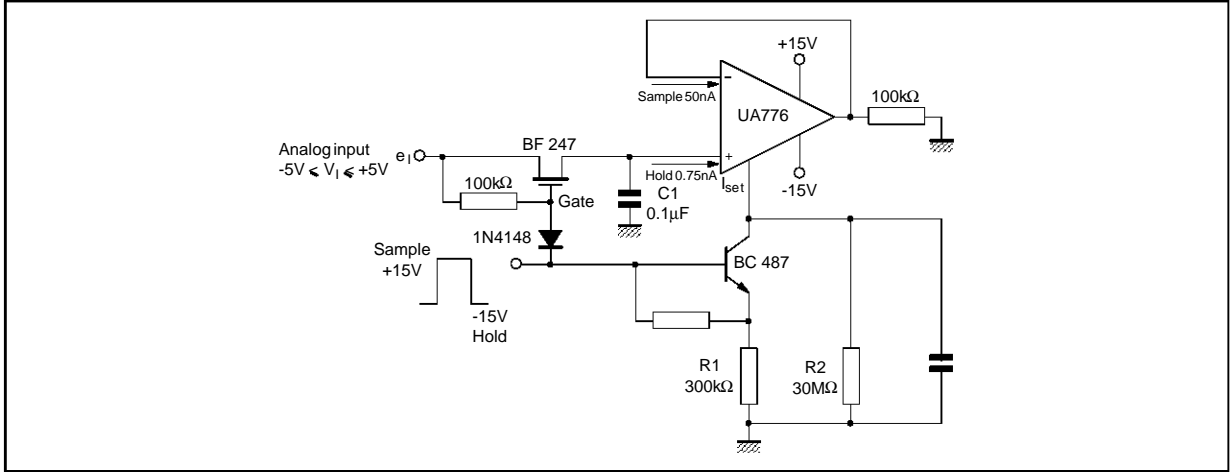 +15V
−
Sample 50nA
UA776
100kΩ
BF 247
Analog input
-5V ⩽ VI ⩽ +5V
eI
+
Hold 0.75nA
Iset
-15V
100kΩ
Gate
C1
0.1μF
1N4148
Sample
+15V
BC 487
-15V
Hold
R1
300kΩ
R2
30MΩ